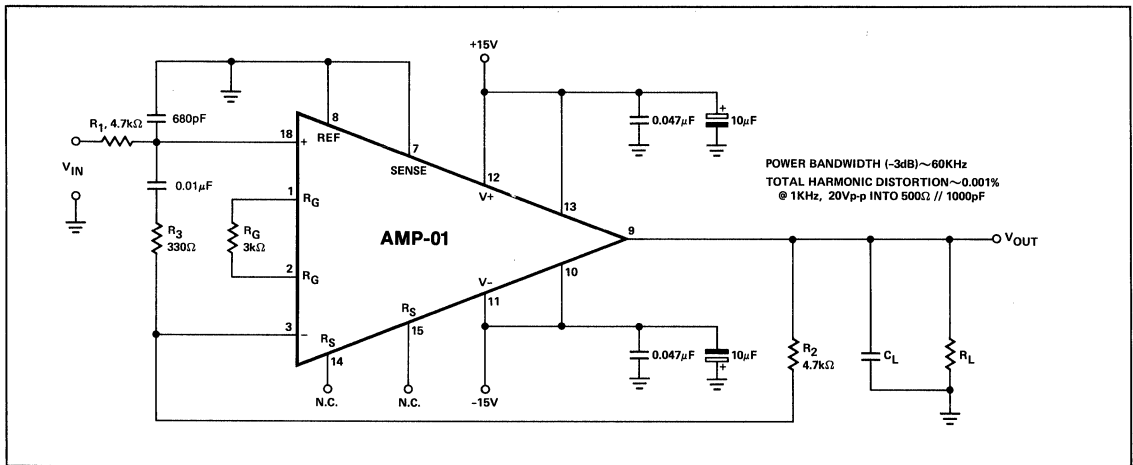 +15V
8
REF
7
SENSE
680pF
R1, 4.7kΩ
VIN
18
+
0.01μF
R3
330Ω
1
RG
RG
3kΩ
2
RG
AMP-01
3
−
RS
14
N.C.
RS
15
N.C.
12
V+
13
0.047μF
+
10μF
POWER BANDWIDTH (–3dB)∼60KHz
TOTAL HARMONIC DISTORTION∼0.001%
@ 1KHz, 20Vp-p INTO 500Ω // 1000pF
9
VOUT
10
V−
11
−15V
0.047μF
10μF
+
R2
4.7kΩ
CL
RL